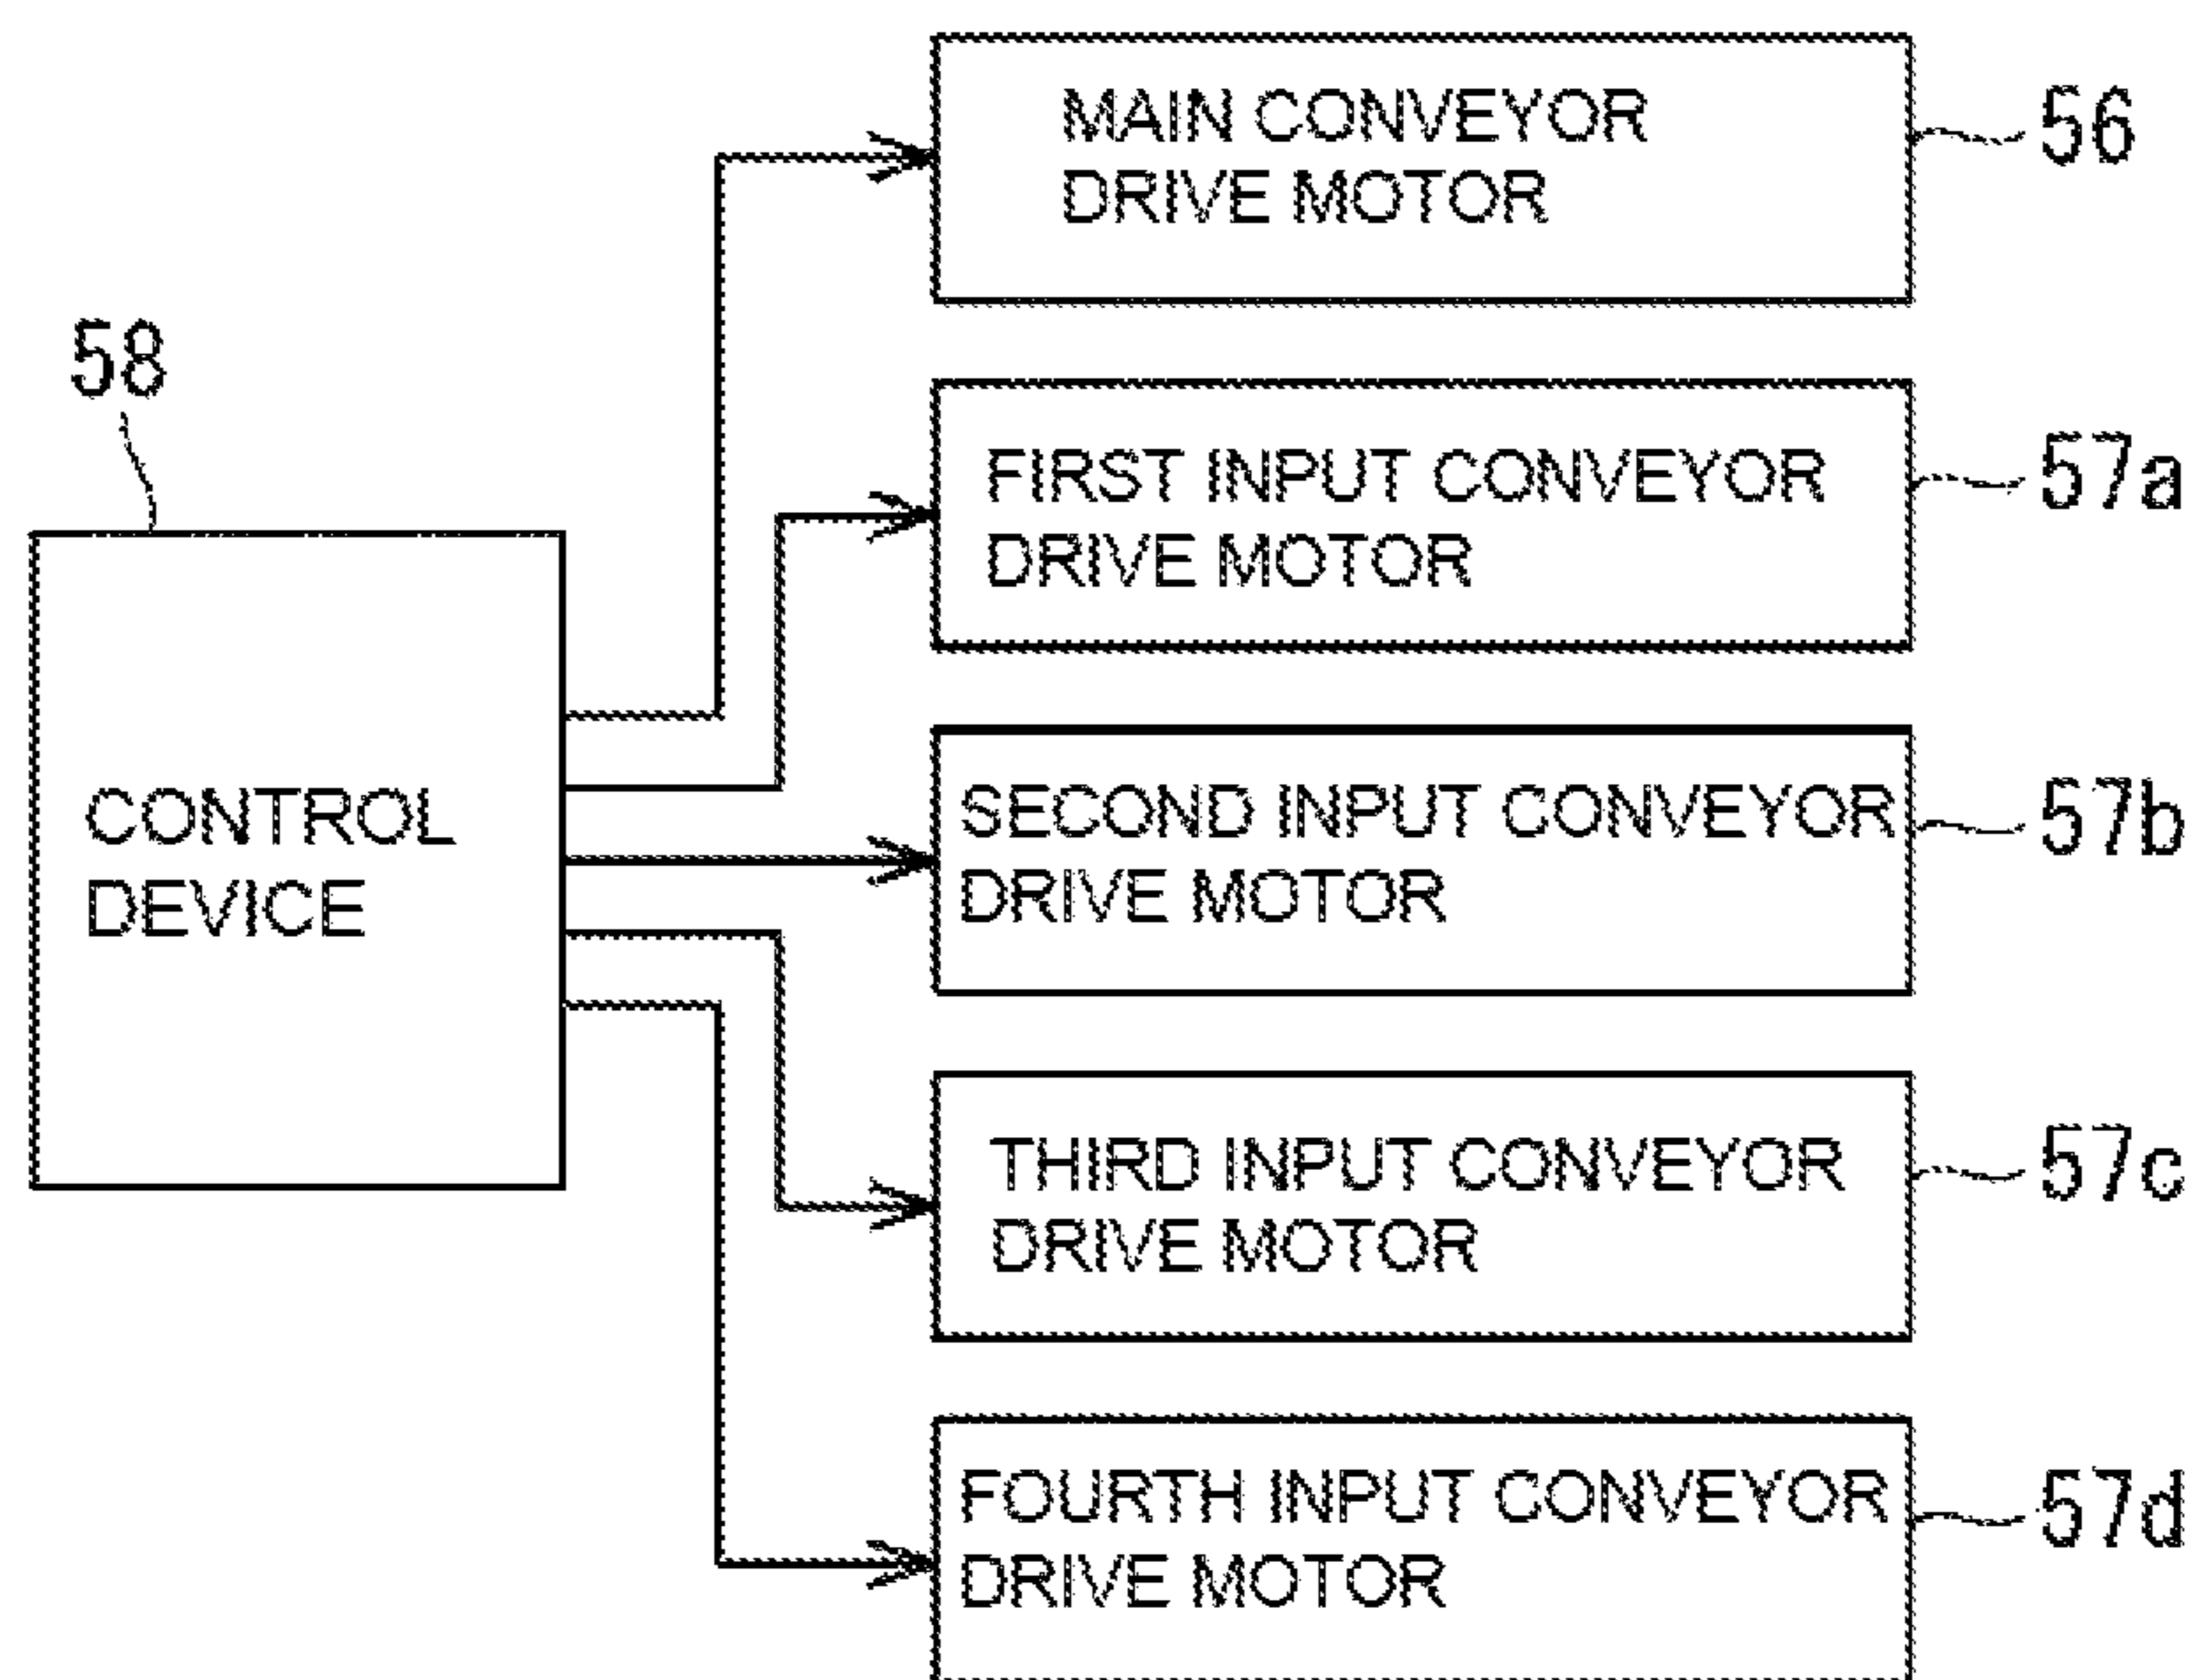 MAIN CONVEYOR
DRIVE MOTOR
56
58
FIRST INPUT CONVEYOR
DRIVE MOTOR
57a
CONTROL
DEVICE
SECOND INPUT CONVEYOR
DRIVE MOTOR
57b
THIRD INPUT CONVEYOR
DRIVE MOTOR
57c
FOURTH INPUT CONVEYOR
DRIVE MOTOR
57d